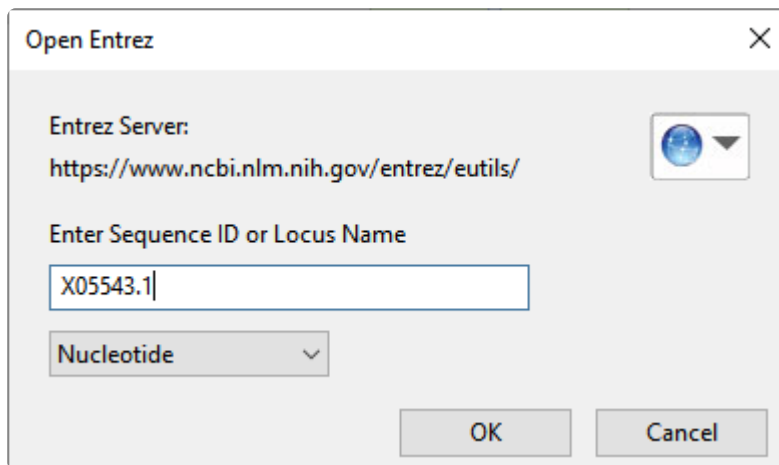 Open Entrez
Entrez Server:
https://www.ncbi.nlm.nih.gov/entrez/eutils/
Enter Sequence ID or Locus Name
X05543.1
Nucleotide
OK
Cancel